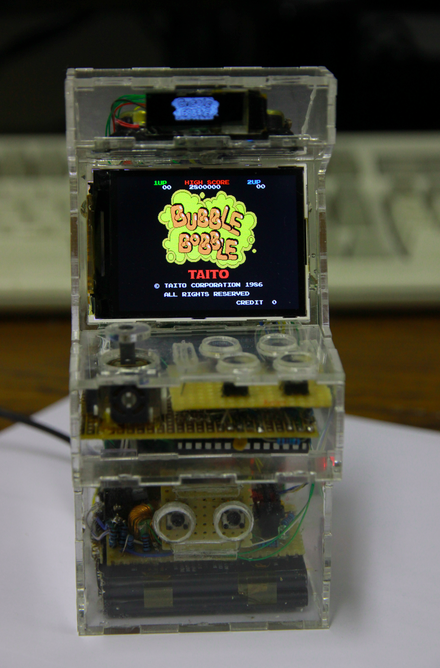 1UP HIGH SCORE 2UP
00 2500000 00
BUBBLE
BOBBLE
TAITO
© TAITO CORPORATION 1986
ALL RIGHTS RESERVED
CREDIT 0